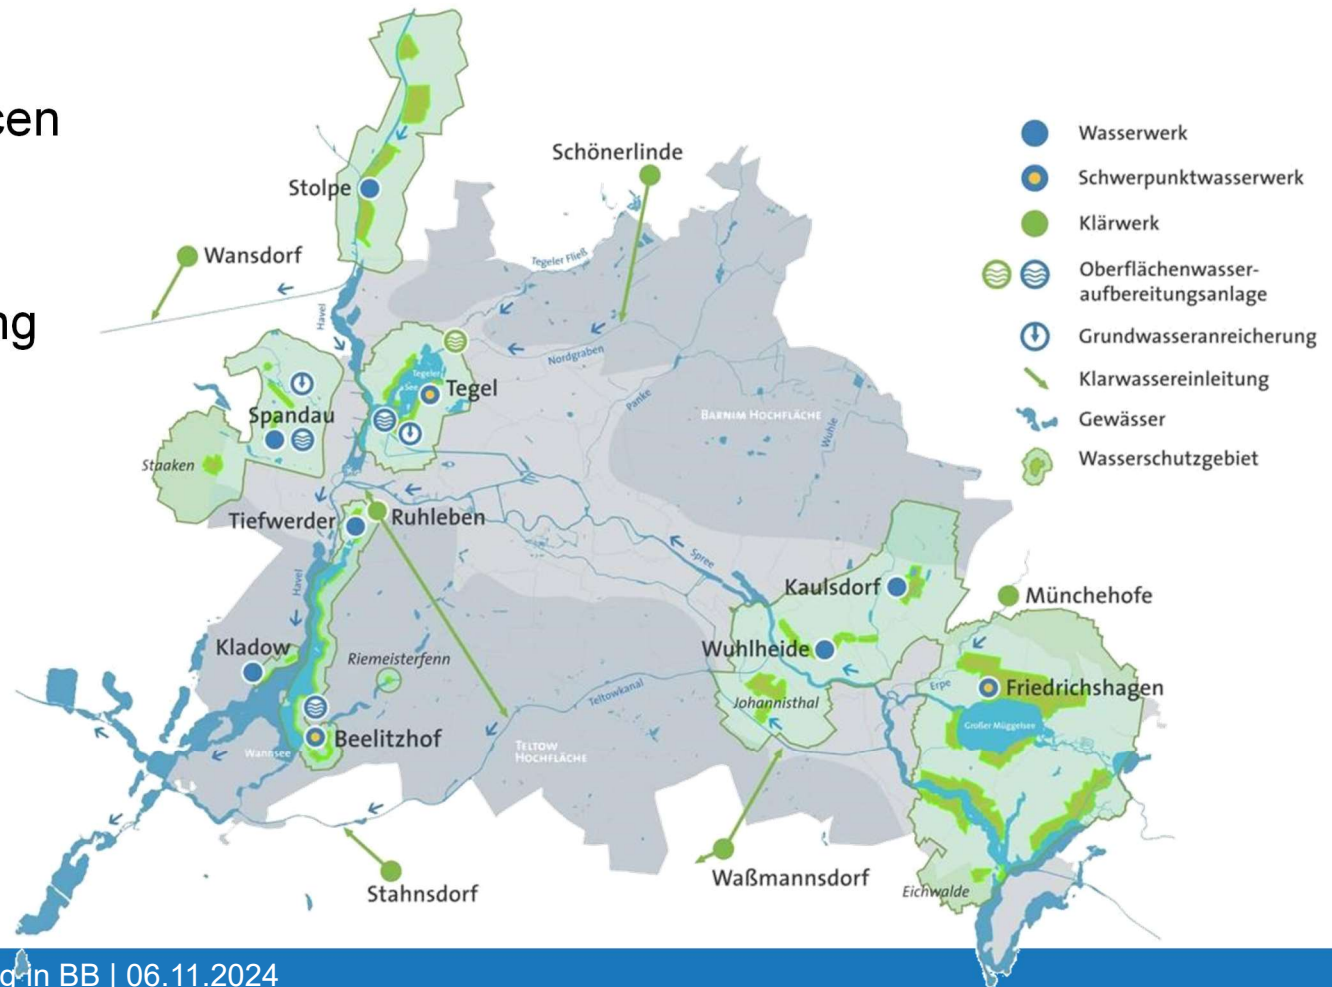 cen
ng
Stolpe
Schönerlinde
Wansdorf
Tegeler Fließ
Havel
Nordgraben
Tegeler
See
Tegel
Spandau
Staaken
Panke
BARNIM HOCHFLÄCHE
Wuhle
Tiefwerder
Ruhleben
Spree
Havel
Kaulsdorf
Münchehofe
Kladow
Riemeisterfenn
Wuhlheide
Erpe
Friedrichshagen
Johannisthal
Teltowkanal
Großer Müggelsee
Beelitzhof
Wannsee
TELTOW
HOCHFLÄCHE
Stahnsdorf
Waßmannsdorf
Eichwalde
Wasserwerk
Schwerpunktwasserwerk
Klärwerk
Oberflächenwasser-
aufbereitungsanlage
Grundwasseranreicherung
Klarwassereinleitung
Gewässer
Wasserschutzgebiet
g in BB | 06.11.2024